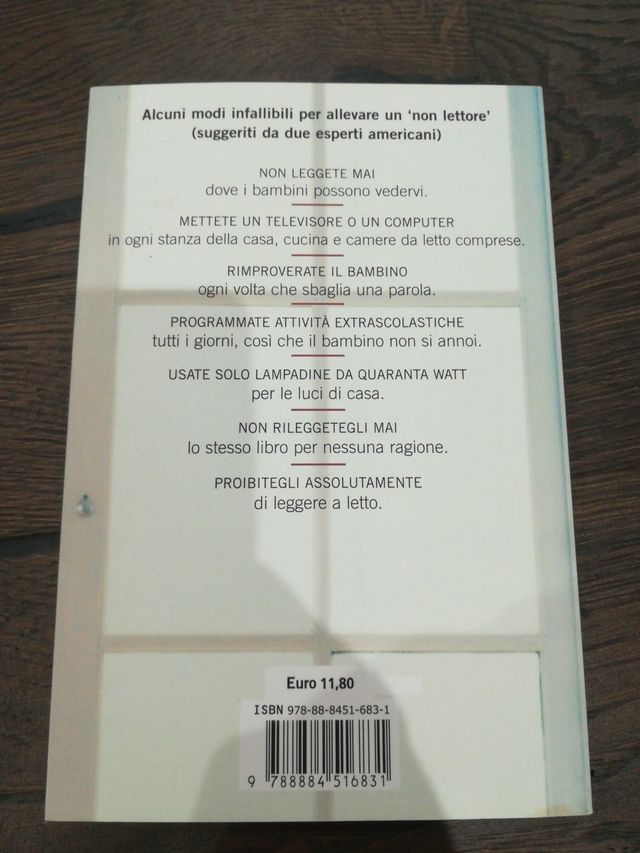 Alcuni modi infallibili per allevare un 'non lettore'
(suggeriti da due esperti americani)
NON LEGGETE MAI
dove i bambini possono vedervi.
METTETE UN TELEVISORE O UN COMPUTER
in ogni stanza della casa, cucina e camere da letto comprese.
RIMPROVERATE IL BAMBINO
ogni volta che sbaglia una parola.
PROGRAMMATE ATTIVITÀ EXTRASCOLASTICHE
tutti i giorni, così che il bambino non si annoi.
USATE SOLO LAMPADINE DA QUARANTA WATT
per le luci di casa.
NON RILEGGETEGLI MAI
lo stesso libro per nessuna ragione.
PROIBITEGLI ASSOLUTAMENTE
di leggere a letto.
Euro 11,80
ISBN 978-88-8451-683-1
9 788884 516831